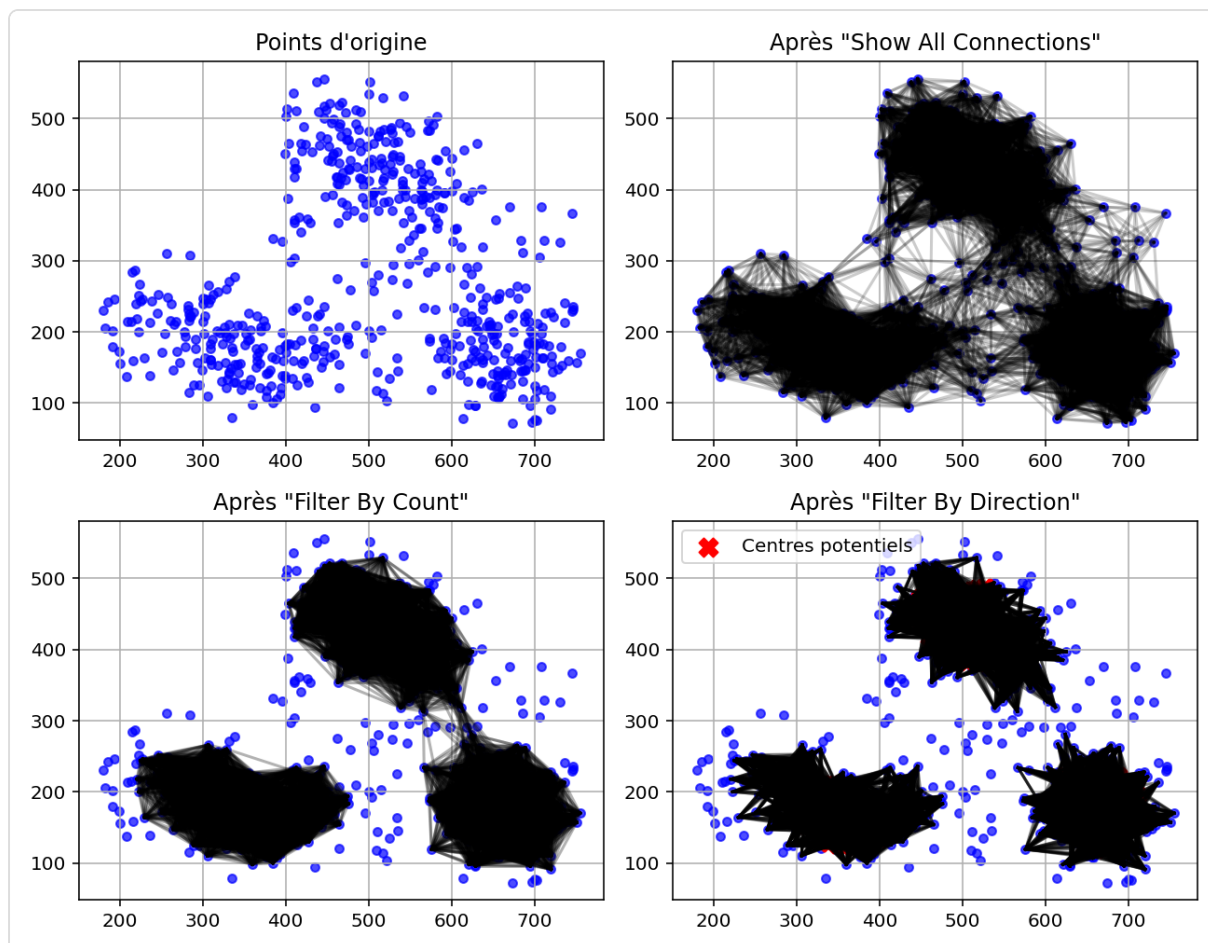 Points d'origine
500
400
300
200
100
200 300 400 500 600 700
Après "Show All Connections"
500
400
300
200
100
200 300 400 500 600 700
Après "Filter By Count"
500
400
300
200
100
200 300 400 500 600 700
Après "Filter By Direction"
Centres potentiels
500
400
300
200
100
200 300 400 500 600 700